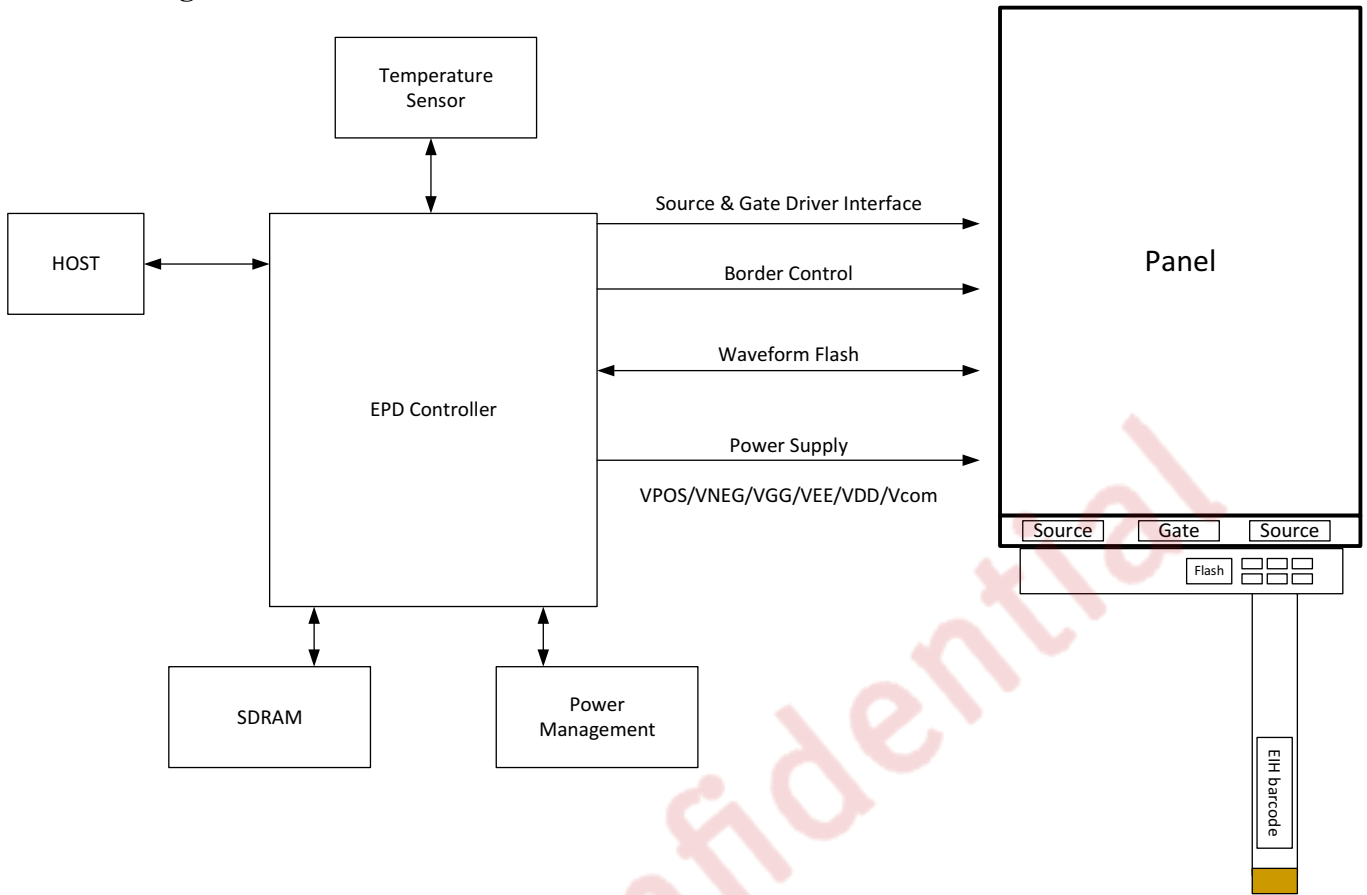 Temperature
Sensor
HOST
Source & Gate Driver Interface
Border Control
Panel
Waveform Flash
EPD Controller
Power Supply
VPOS/VNEG/VGG/VEE/VDD/Vcom
Source
Gate
Source
Flash
SDRAM
Power
Management
EIH barcode